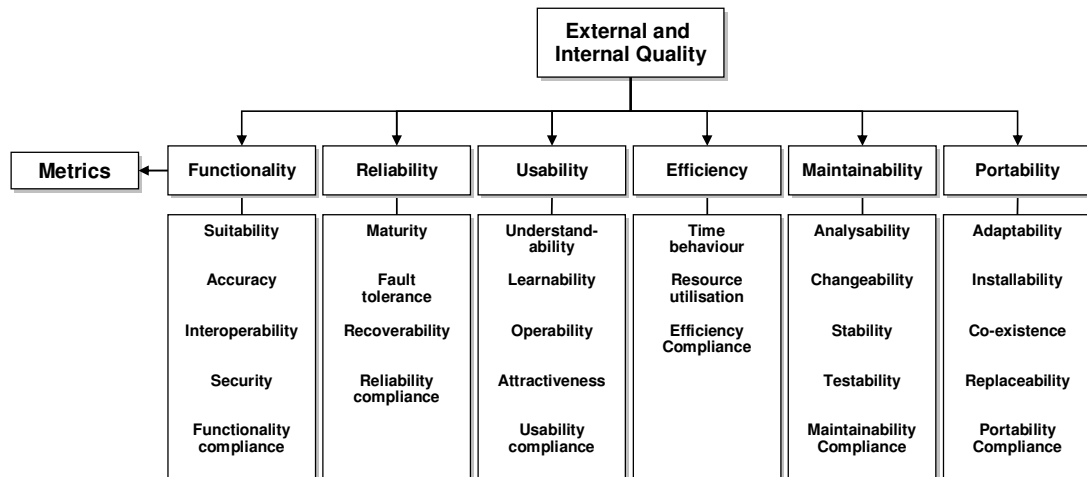 External and
Internal Quality
Metrics
Functionality
Reliability
Usability
Efficiency
Maintainability
Portability
Suitability
Accuracy
Interoperability
Security
Functionality
compliance
Maturity
Fault
tolerance
Recoverability
Reliability
compliance
Understand-
ability
Learnability
Operability
Attractiveness
Usability
compliance
Time
behaviour
Resource
utilisation
Efficiency
Compliance
Analysability
Changeability
Stability
Testability
Maintainability
Compliance
Adaptability
Installability
Co-existence
Replaceability
Portability
Compliance